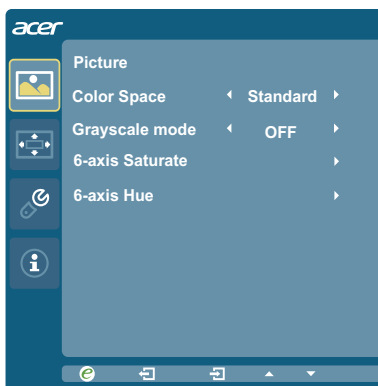 acer
Picture
Color Space Standard
Grayscale mode OFF
6-axis Saturate
6-axis Hue
e